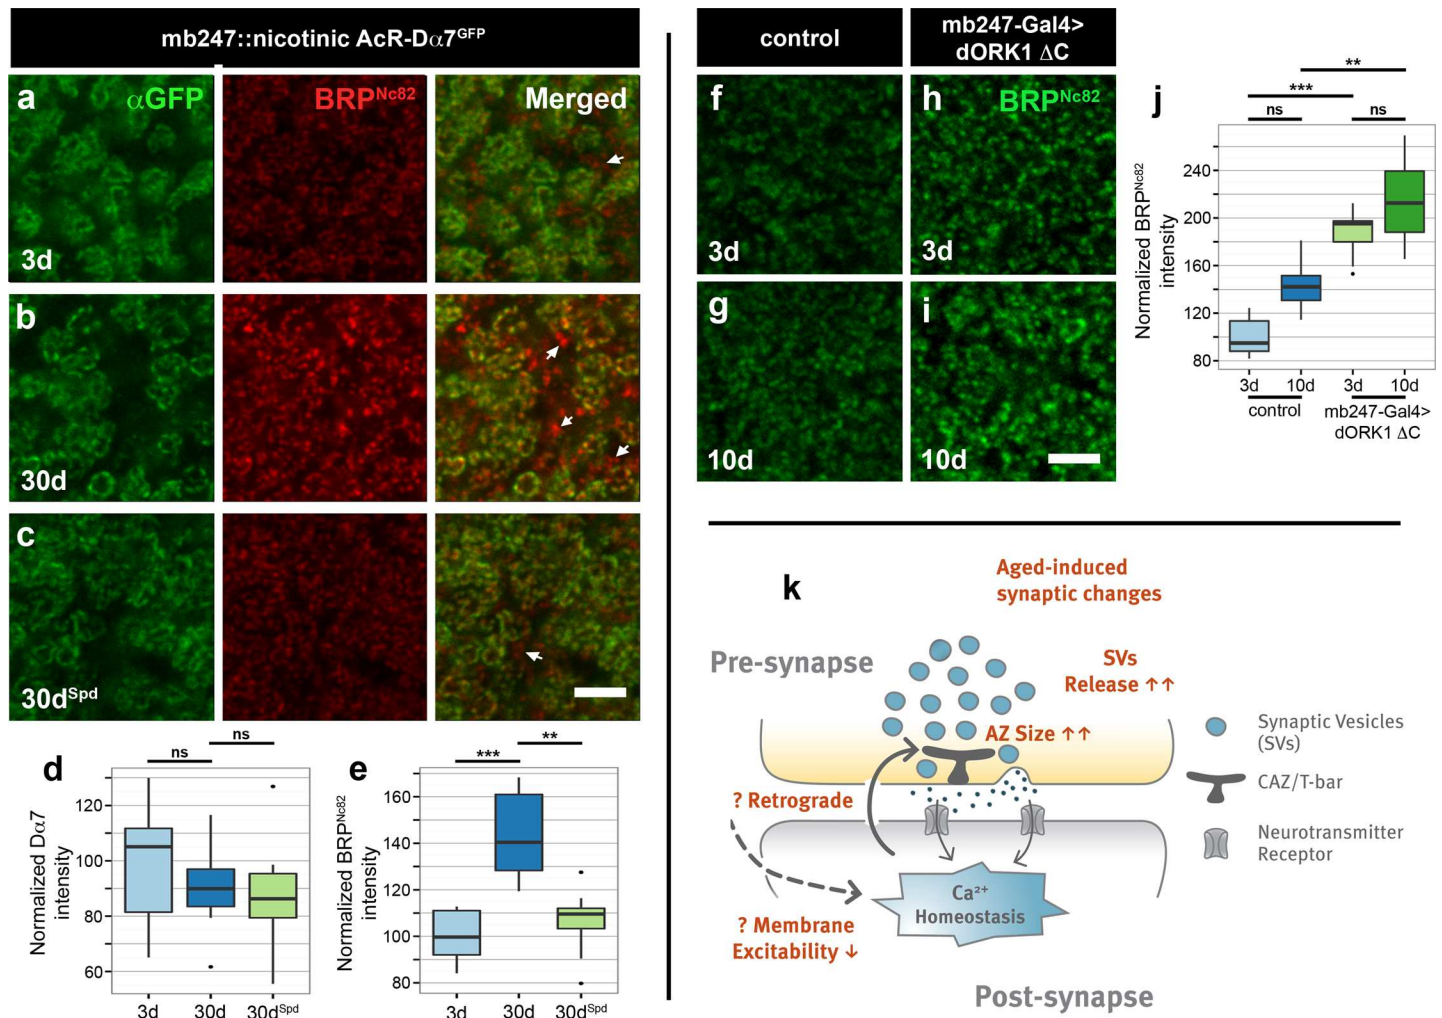 mb247::nicotinic AcR-Dα7GFP
a
αGFP
BRPNc82
Merged
3d
b
30d
c
30dSpd
d
ns
ns
Normalized Dα7
intensity
120
100
80
60
3d
30d
30dSpd
e
***
**
Normalized BRPNc82
intensity
160
140
120
100
80
3d
30d
30dSpd
control
mb247-Gal4>
dORK1 ΔC
f
3d
h
BRPNc82
3d
g
10d
i
10d
j
**
***
ns
ns
Normalized BRPNc82
intensity
240
200
160
120
80
3d
10d
3d
10d
control
mb247-Gal4>
dORK1 ΔC
k
Aged-induced
synaptic changes
Pre-synapse
SVs
Release ↑↑
AZ Size ↑↑
? Retrograde
Ca2+
Homeostasis
? Membrane
Excitability ↓
Post-synapse
Synaptic Vesicles
(SVs)
CAZ/T-bar
Neurotransmitter
Receptor